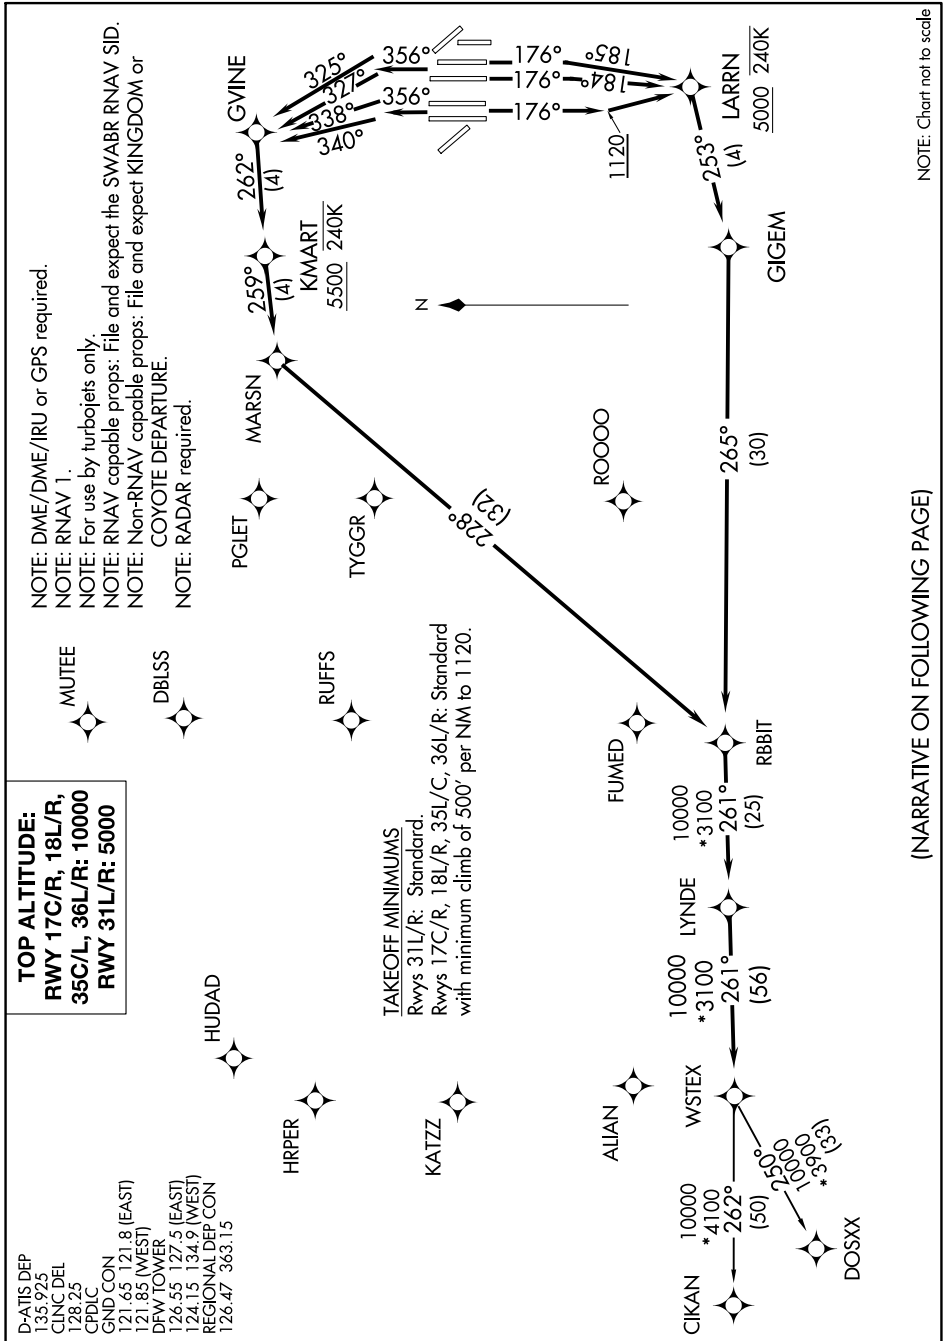 D-ATIS DEP
135.925
CLNC DEL
128.25
CPDLC
GND CON
121.65 121.8 (EAST)
121.85 (WEST)
DFW TOWER
126.55 127.5 (EAST)
124.15 134.9 (WEST)
REGIONAL DEP CON
126.47 363.15
TOP ALTITUDE:
RWY 17C/R, 18L/R,
35C/L, 36L/R: 10000
RWY 31L/R: 5000
NOTE: DME/DME/IRU or GPS required.
NOTE: RNAV 1.
NOTE: For use by turbojets only.
NOTE: RNAV capable props: File and expect the SWABR RNAV SID.
NOTE: Non-RNAV capable props: File and expect KINGDOM or
COYOTE DEPARTURE.
NOTE: RADAR required.
HUDAD
HRPER
KATZZ
ALIAN
MUTEE
DBLSS
RUFFS
FUMED
PGLET
TYGGR
ROOOO
TAKEOFF MINIMUMS
Rwys 31L/R: Standard.
Rwys 17C/R, 18L/R, 35L/C, 36L/R: Standard
with minimum climb of 500' per NM to 1120.
GVINE
325°
327°
338°
340°
356°
356°
262°
(4)
KMART
5500 240K
259°
(4)
MARSN
228°
(32)
N
176°
176°
176°
185°
184°
1120
LARRN
5000 240K
253°
(4)
GIGEM
265°
(30)
RBBIT
10000
*3100
261°
(25)
LYNDE
10000
*3100
261°
(56)
WSTEX
10000
*4100
262°
(50)
CIKAN
250°
10000
*3900
(33)
DOSXX
NOTE: Chart not to scale
(NARRATIVE ON FOLLOWING PAGE)